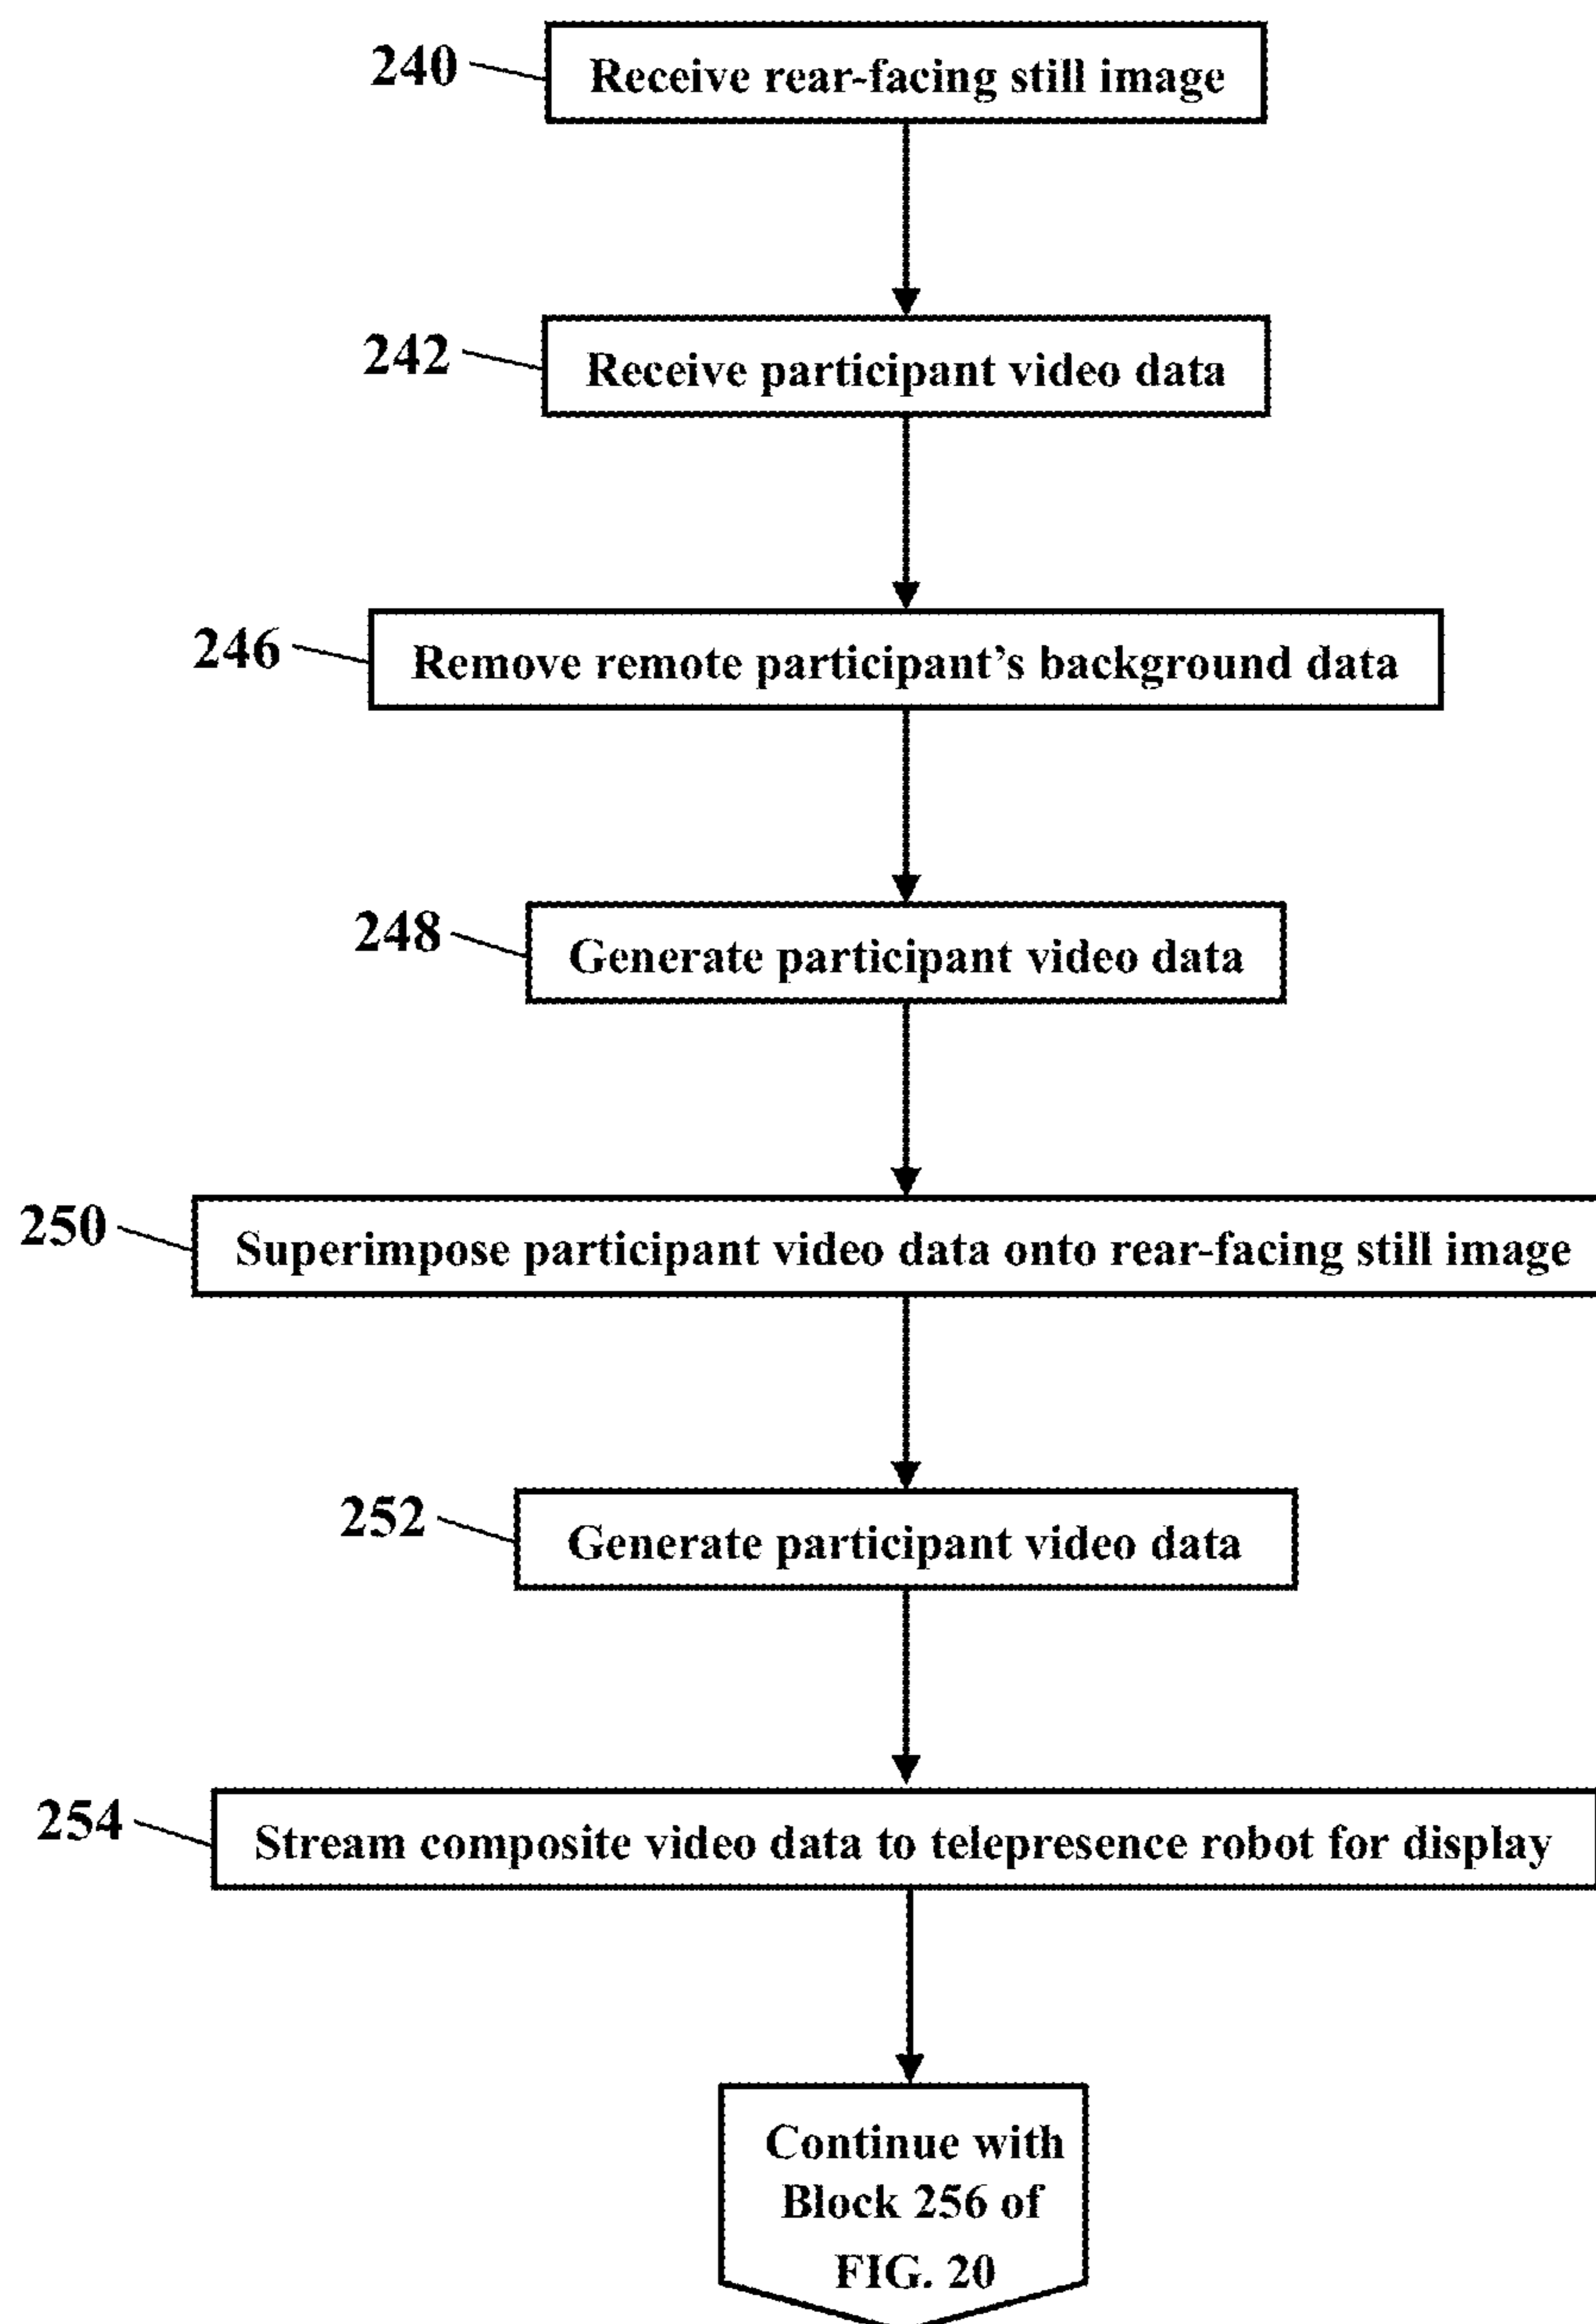 240 Receive rear-facing still image
242 Receive participant video data
246 Remove remote participant's background data
248 Generate participant video data
250 Superimpose participant video data onto rear-facing still image
252 Generate participant video data
254 Stream composite video data to telepresence robot for display
Continue with
Block 256 of
FIG. 20